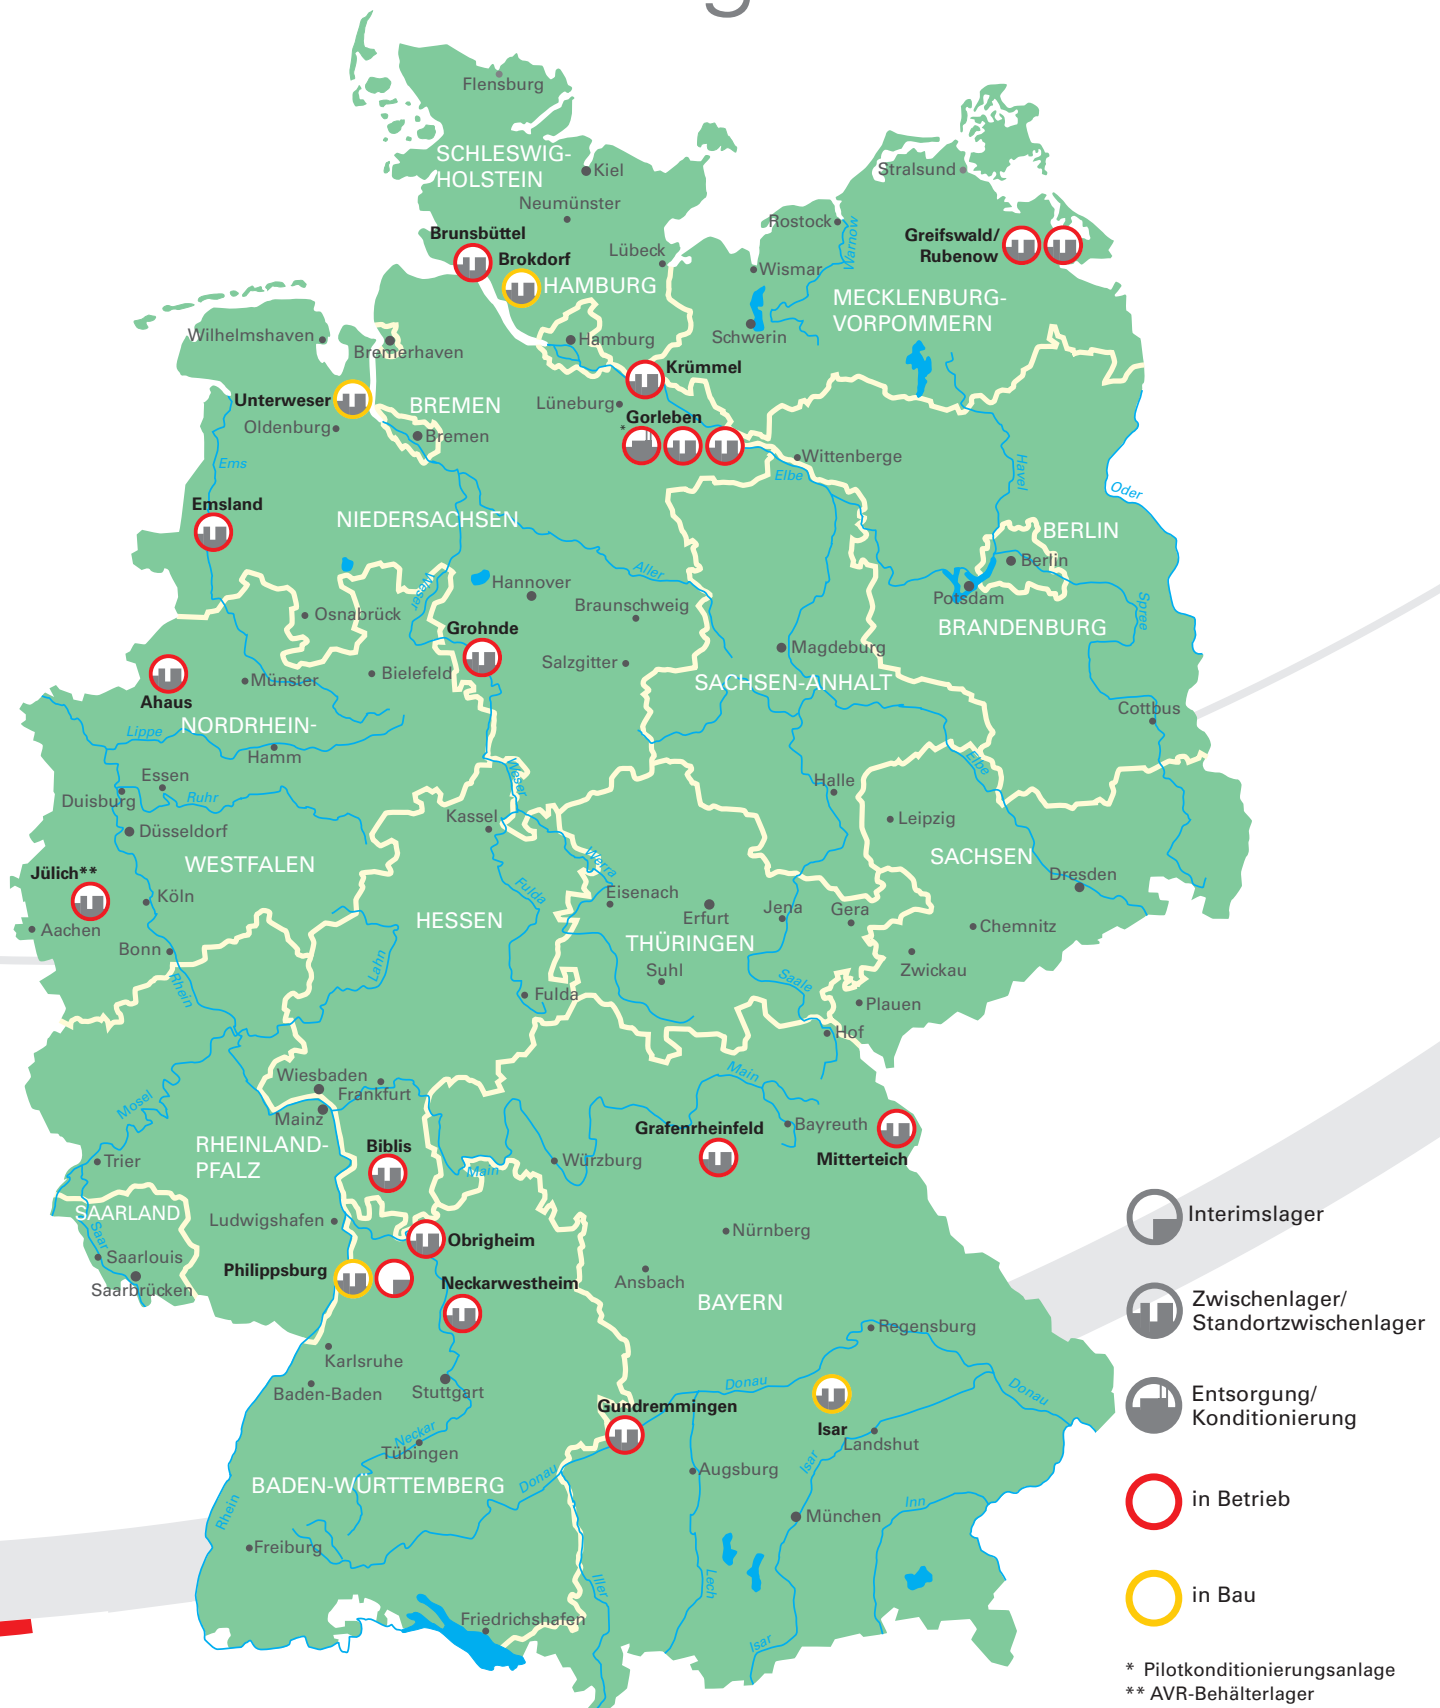 Flensburg
SCHLESWIG-
HOLSTEIN
Kiel
Neumünster
Stralsund
Rostock
Warnow
Brunsbüttel
Brokdorf
Lübeck
HAMBURG
Wismar
Greifswald/
Rubenow
MECKLENBURG-
VORPOMMERN
Wilhelmshaven
Bremerhaven
Hamburg
Schwerin
Krümmel
Unterweser
BREMEN
Lüneburg
Gorleben
*
Oldenburg
Bremen
Wittenberge
Ems
Elbe
Havel
Oder
Emsland
NIEDERSACHSEN
BERLIN
Berlin
Aller
Weser
Hannover
Braunschweig
Potsdam
Spree
Osnabrück
Grohnde
BRANDENBURG
Magdeburg
Salzgitter
Bielefeld
Münster
SACHSEN-ANHALT
Ahaus
NORDRHEIN-
Lippe
Hamm
Cottbus
Weser
Elbe
Essen
Duisburg
Ruhr
Halle
Kassel
Leipzig
Düsseldorf
WESTFALEN
SACHSEN
Werra
Jülich**
Fulda
Dresden
Köln
Eisenach
Erfurt
Jena
Gera
HESSEN
Aachen
Chemnitz
Bonn
THÜRINGEN
Lahn
Suhl
Zwickau
Rhein
Saale
Fulda
Plauen
Hof
Wiesbaden
Frankfurt
Main
Mosel
Mainz
Bayreuth
RHEINLAND-
PFALZ
Biblis
Grafenrheinfeld
Mitterteich
Trier
Main
Würzburg
SAARLAND
Ludwigshafen
Saar
Nürnberg
Obrigheim
Saarlouis
Philippsburg
Neckarwestheim
Ansbach
Saarbrücken
BAYERN
Regensburg
Karlsruhe
Baden-Baden
Stuttgart
Donau
Donau
Gundremmingen
Isar
Neckar
Landshut
Tübingen
Isar
Augsburg
BADEN-WÜRTTEMBERG
Donau
Rhein
Inn
München
Freiburg
Iller
Lech
Friedrichshafen
Isar
Interimslager
Zwischenlager/
Standortzwischenlager
Entsorgung/
Konditionierung
in Betrieb
in Bau
* Pilotkonditionierungsanlage
** AVR-Behälterlager